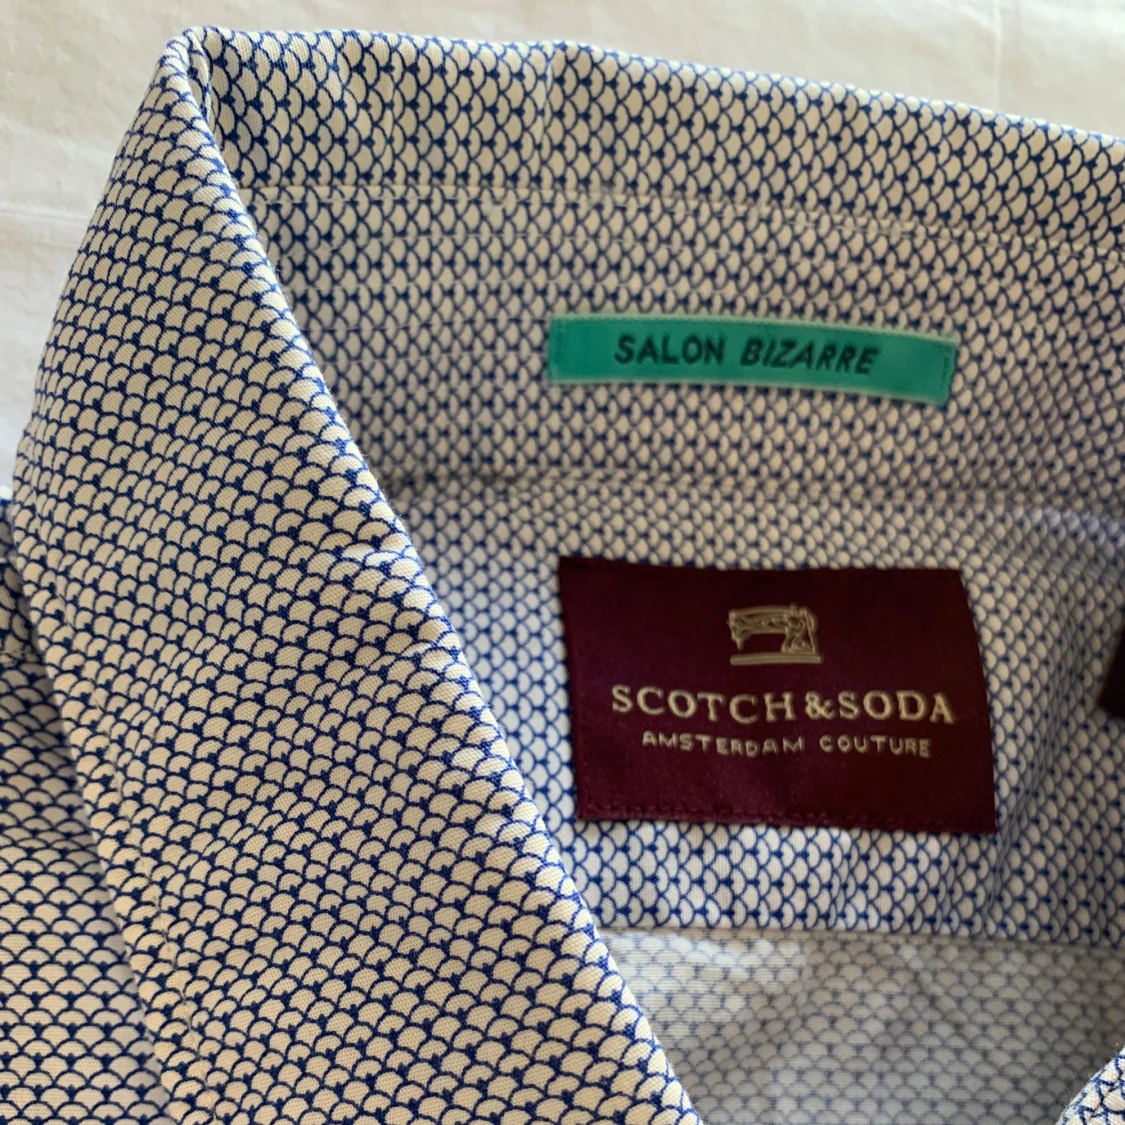 SALON BIZARRE
SCOTCH & SODA
AMSTERDAM COUTURE